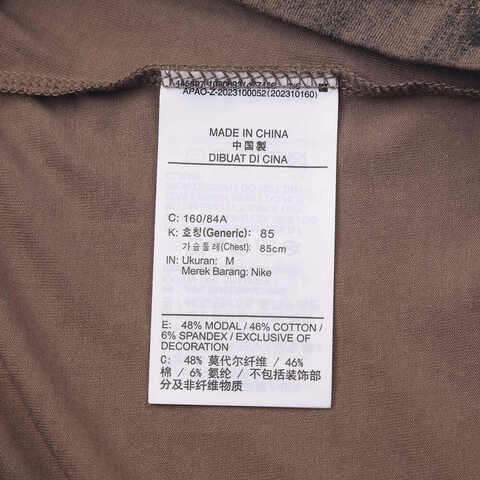 APAO-Z-2023100052(202310160)
MADE IN CHINA
中国製
DIBUAT DI CINA
C: 160/84A
K: 호칭(Generic): 85
가슴둘레(Chest): 85cm
IN: Ukuran: M
Merek Barang: Nike
E: 48% MODAL / 46% COTTON /
6% SPANDEX / EXCLUSIVE OF
DECORATION
C: 48% 莫代尔纤维 / 46%
棉 / 6% 氨纶 / 不包括装饰部
分及非纤维物质